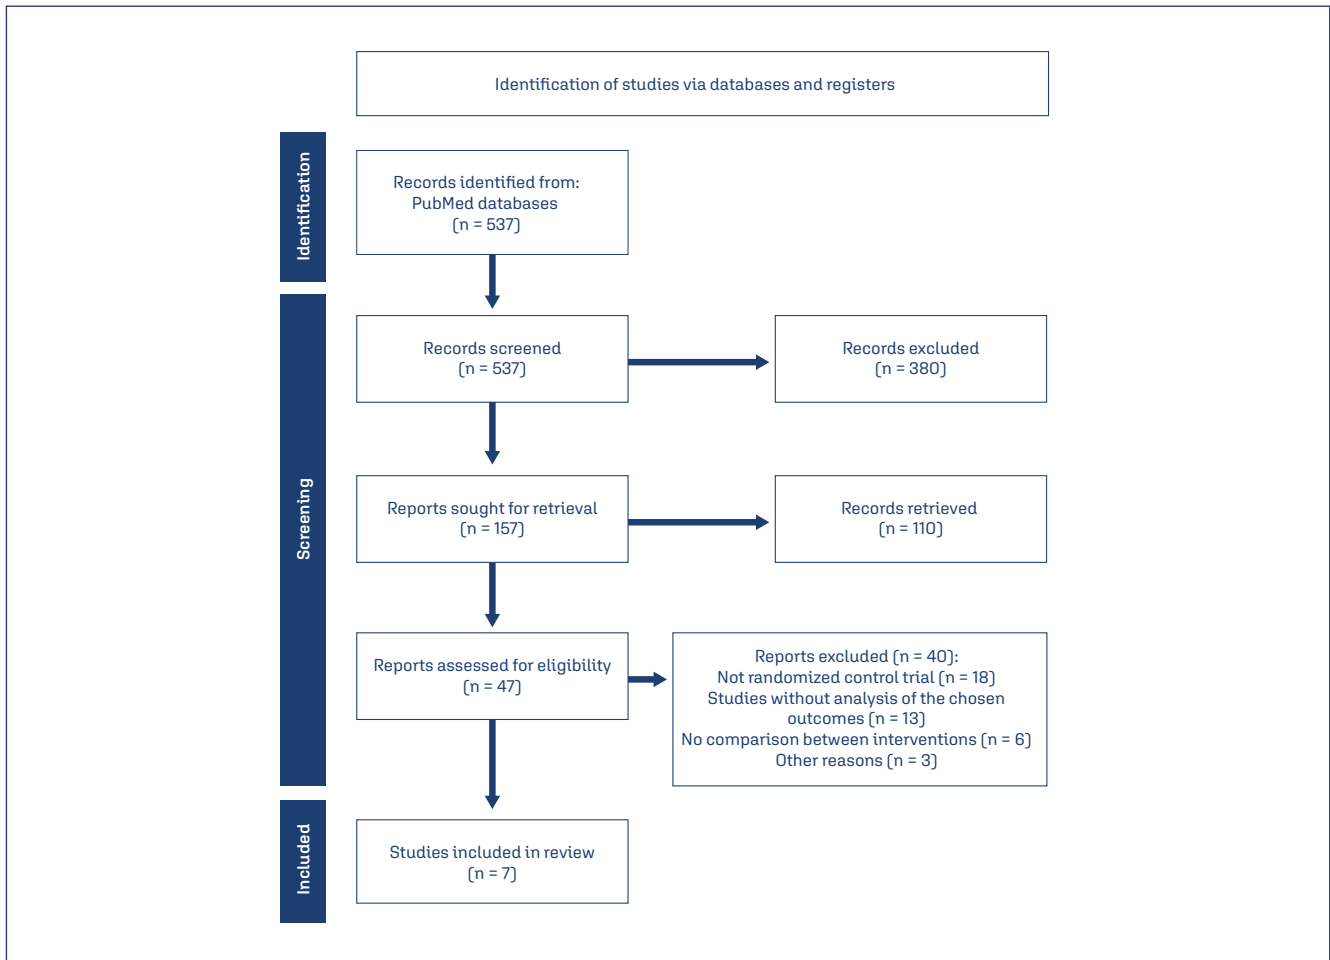 Identification of studies via databases and registers
Identification
Records identified from:
PubMed databases
(n = 537)
Screening
Records screened
(n = 537)
Records excluded
(n = 380)
Reports sought for retrieval
(n = 157)
Records retrieved
(n = 110)
Reports assessed for eligibility
(n = 47)
Reports excluded (n = 40):
Not randomized control trial (n = 18)
Studies without analysis of the chosen
outcomes (n = 13)
No comparison between interventions (n = 6)
Other reasons (n = 3)
Included
Studies included in review
(n = 7)